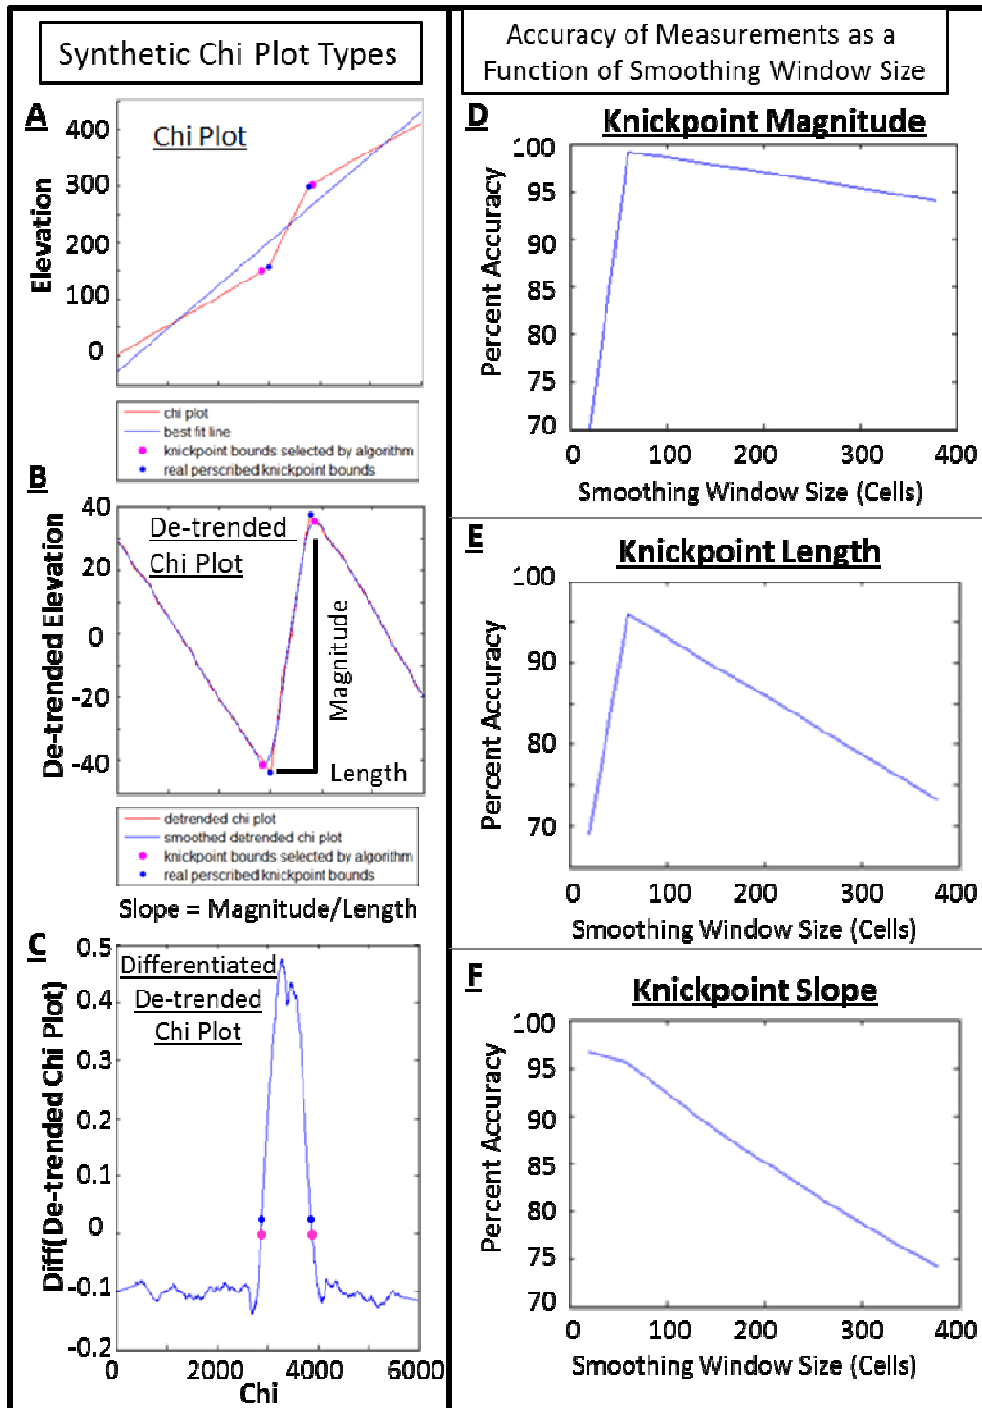 Synthetic Chi Plot Types
A
Chi Plot
Elevation
400
300
200
100
0
chi plot
best fit line
knickpoint bounds selected by algorithm
real perscribed knickpoint bounds
B
De-trended
Chi Plot
De-trended Elevation
40
20
0
-20
-40
Magnitude
Length
detrended chi plot
smoothed detrended chi plot
knickpoint bounds selected by algorithm
real perscribed knickpoint bounds
Slope = Magnitude/Length
C
Differentiated
De-trended
Chi Plot
Diff(De-trended Chi Plot)
0.5
0.4
0.3
0.2
0.1
0
-0.1
-0.2
0 2000 4000 6000
Chi
Accuracy of Measurements as a
Function of Smoothing Window Size
D
Knickpoint Magnitude
Percent Accuracy
100
95
90
85
80
75
70
0 100 200 300 400
Smoothing Window Size (Cells)
E
Knickpoint Length
Percent Accuracy
100
90
80
70
0 100 200 300 400
Smoothing Window Size (Cells)
F
Knickpoint Slope
Percent Accuracy
100
95
90
85
80
75
70
0 100 200 300 400
Smoothing Window Size (Cells)